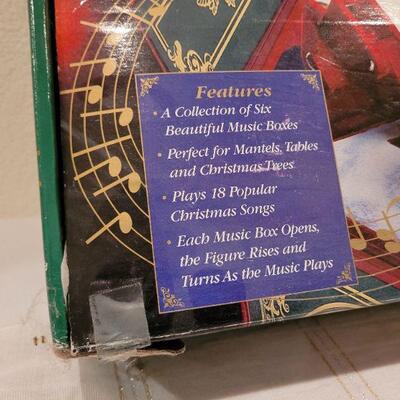 Features
• A Collection of Six
Beautiful Music Boxes
• Perfect for Mantels, Tables
and Christmas Trees
• Plays 18 Popular
Christmas Songs
• Each Music Box Opens,
the Figure Rises and
Turns As the Music Plays